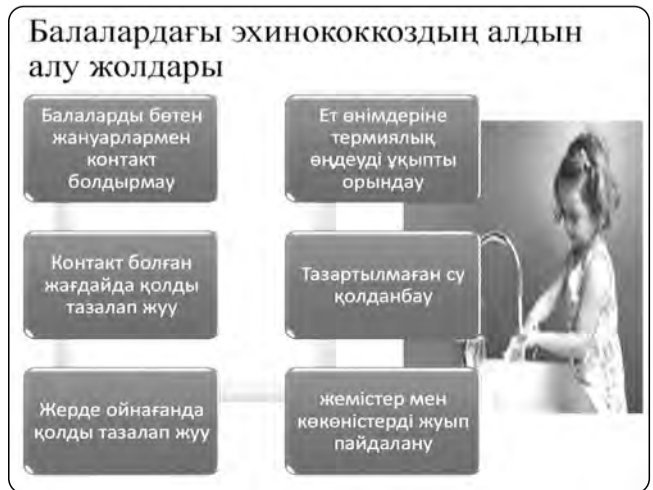 Балалардағы эхинококкоздың алдын
алу жолдары
Балаларды бөтен
жануарлармен
контакт
болдырмау
Контакт болған
жағдайда қолды
тазалап жуу
Жерде ойнағанда
қолды тазалап жуу
жемістер мен
көкөністерді жуып
пайдалану
Тазартылмаған су
қолданбау
Ет өнімдеріне
термиялық
өңдеуді ұқыпты
орындау